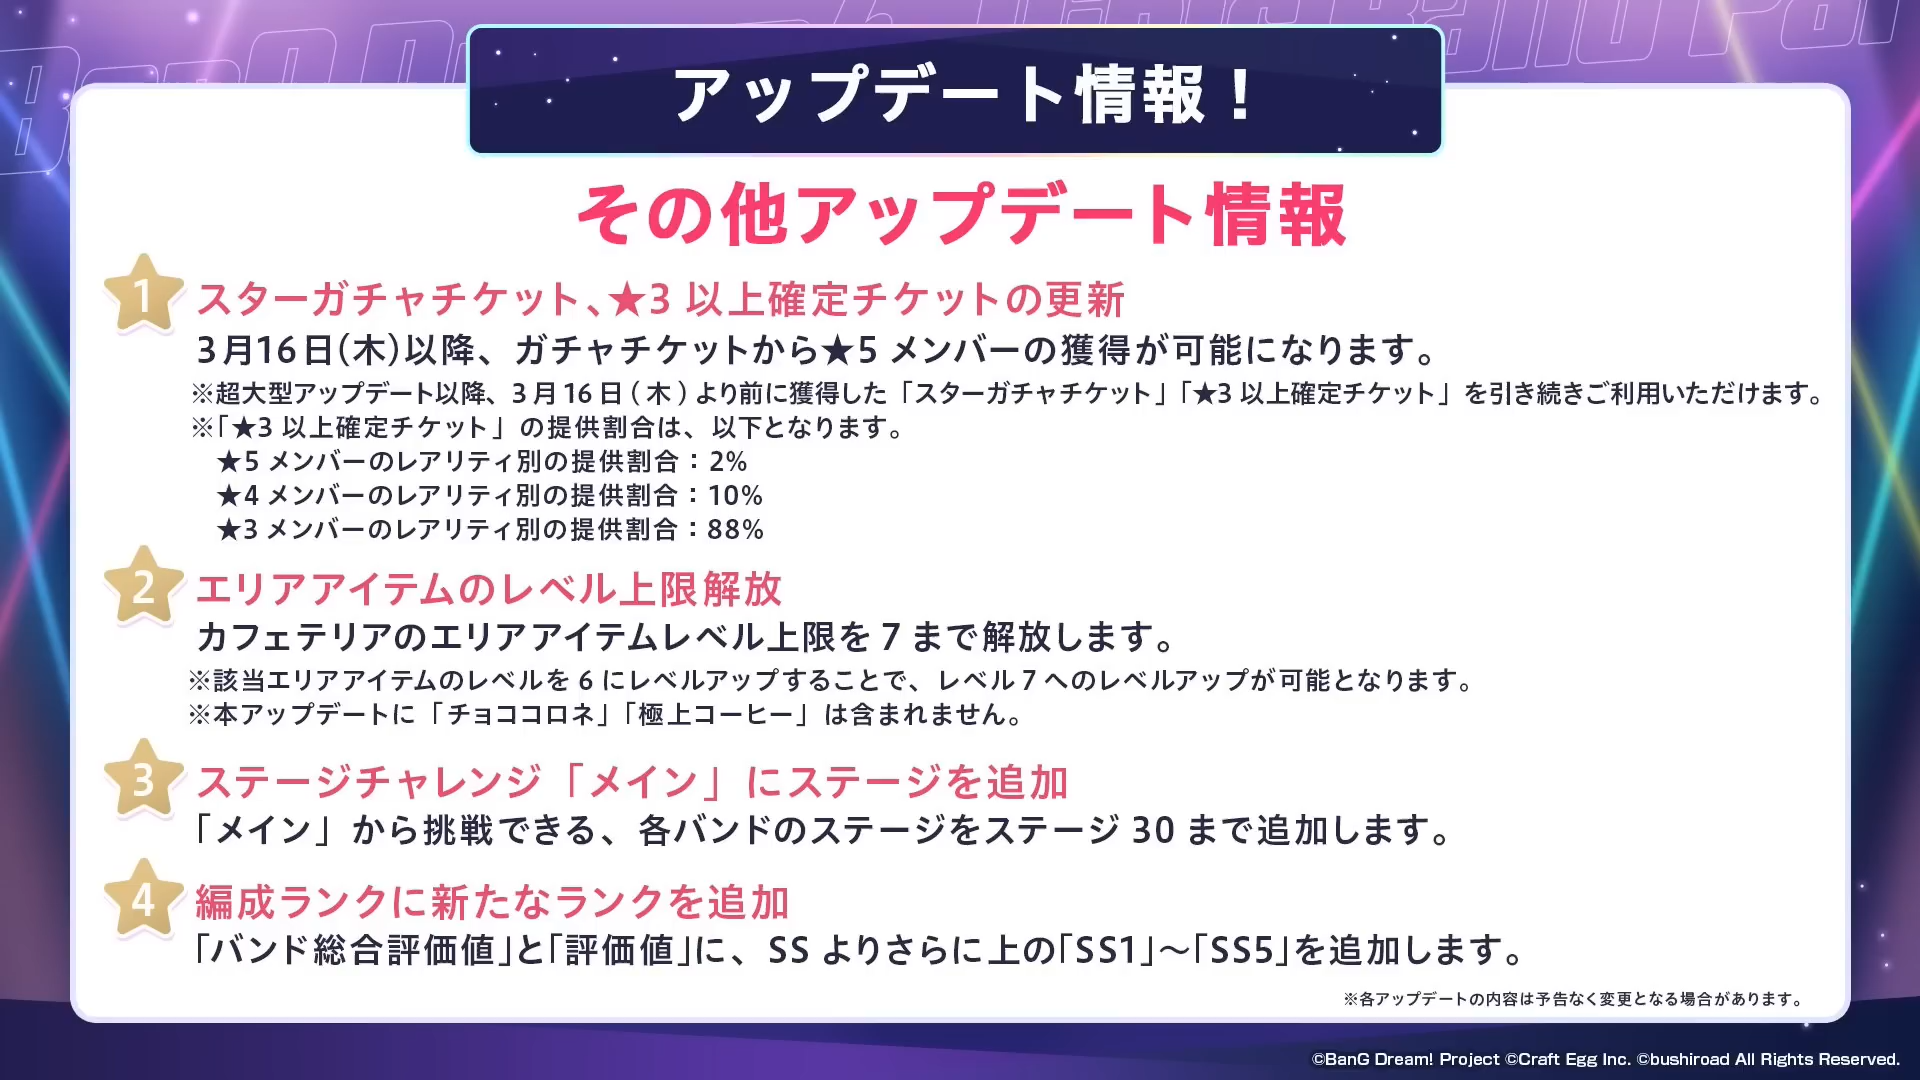 アップデート情報！
その他アップデート情報
1 スターガチャチケット、★3 以上確定チケットの更新
3月16日(木)以降、ガチャチケットから★5 メンバーの獲得が可能になります。
※超大型アップデート以降、3 月 16 日 ( 木 ) より前に獲得した「スターガチャチケット」「★3 以上確定チケット」を引き続きご利用いただけます。
※「★3 以上確定チケット」の提供割合は、以下となります。
★5 メンバーのレアリティ別の提供割合：2%
★4 メンバーのレアリティ別の提供割合：10%
★3 メンバーのレアリティ別の提供割合：88%
2 エリアアイテムのレベル上限解放
カフェテリアのエリアアイテムレベル上限を 7 まで解放します。
※該当エリアアイテムのレベルを 6 にレベルアップすることで、レベル 7 へのレベルアップが可能となります。
※本アップデートに「チョココロネ」「極上コーヒー」は含まれません。
3 ステージチャレンジ「メイン」にステージを追加
「メイン」から挑戦できる、各バンドのステージをステージ 30 まで追加します。
4 編成ランクに新たなランクを追加
「バンド総合評価値」と「評価値」に、SS よりさらに上の「SS1」～「SS5」を追加します。
※各アップデートの内容は予告なく変更となる場合があります。
©BanG Dream! Project ©Craft Egg Inc. ©bushiroad All Rights Reserved.